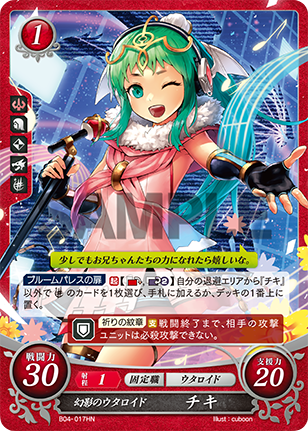 1
SAMPLE
少しでもお兄ちゃんたちの力になれたら嬉しいな。
ブルームパレスの扉
自分の退避エリアから『チキ』
以外で
のカードを1枚選び、手札に加えるか、デッキの1番上に
置く。
祈りの紋章
戦闘終了まで、相手の攻撃
ユニットは必殺攻撃できない。
戦闘力
30
射程
1
固定職
ウタロイド
支援力
20
幻影のウタロイド
チキ
B04-017HN
Illust : cuboon